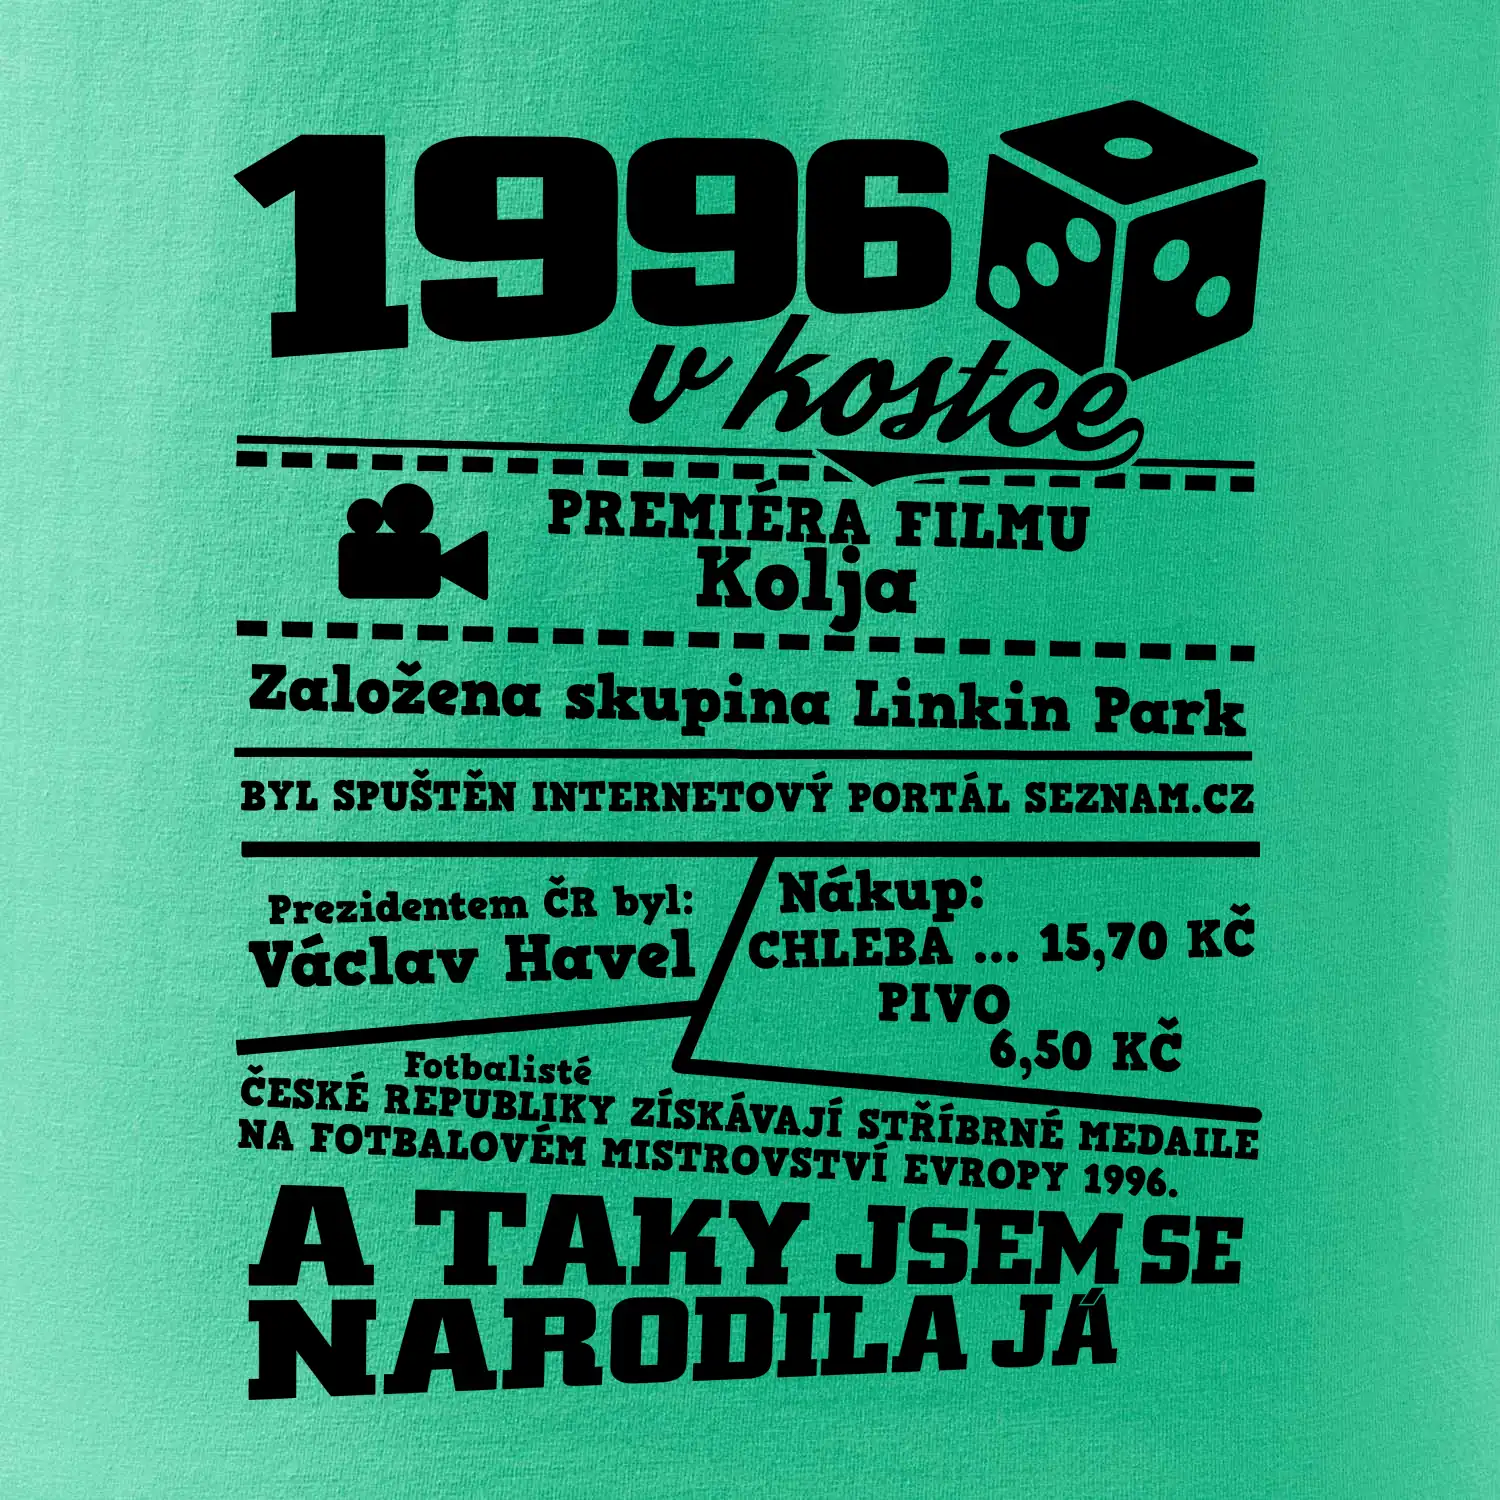 1996
v kostce
PREMIÉRA FILMU
Kolja
Založena skupina Linkin Park
BYL SPUŠTĚN INTERNETOVÝ PORTÁL SEZNAM.CZ
Prezidentem ČR byl:
Václav Havel
Nákup:
CHLEBA ... 15,70 KČ
PIVO
6,50 KČ
Fotbalisté
ČESKÉ REPUBLIKY ZÍSKÁVAJÍ STŘÍBRNÉ MEDAILE
NA FOTBALOVÉM MISTROVSTVÍ EVROPY 1996.
A TAKY JSEM SE
NARODILA JÁ